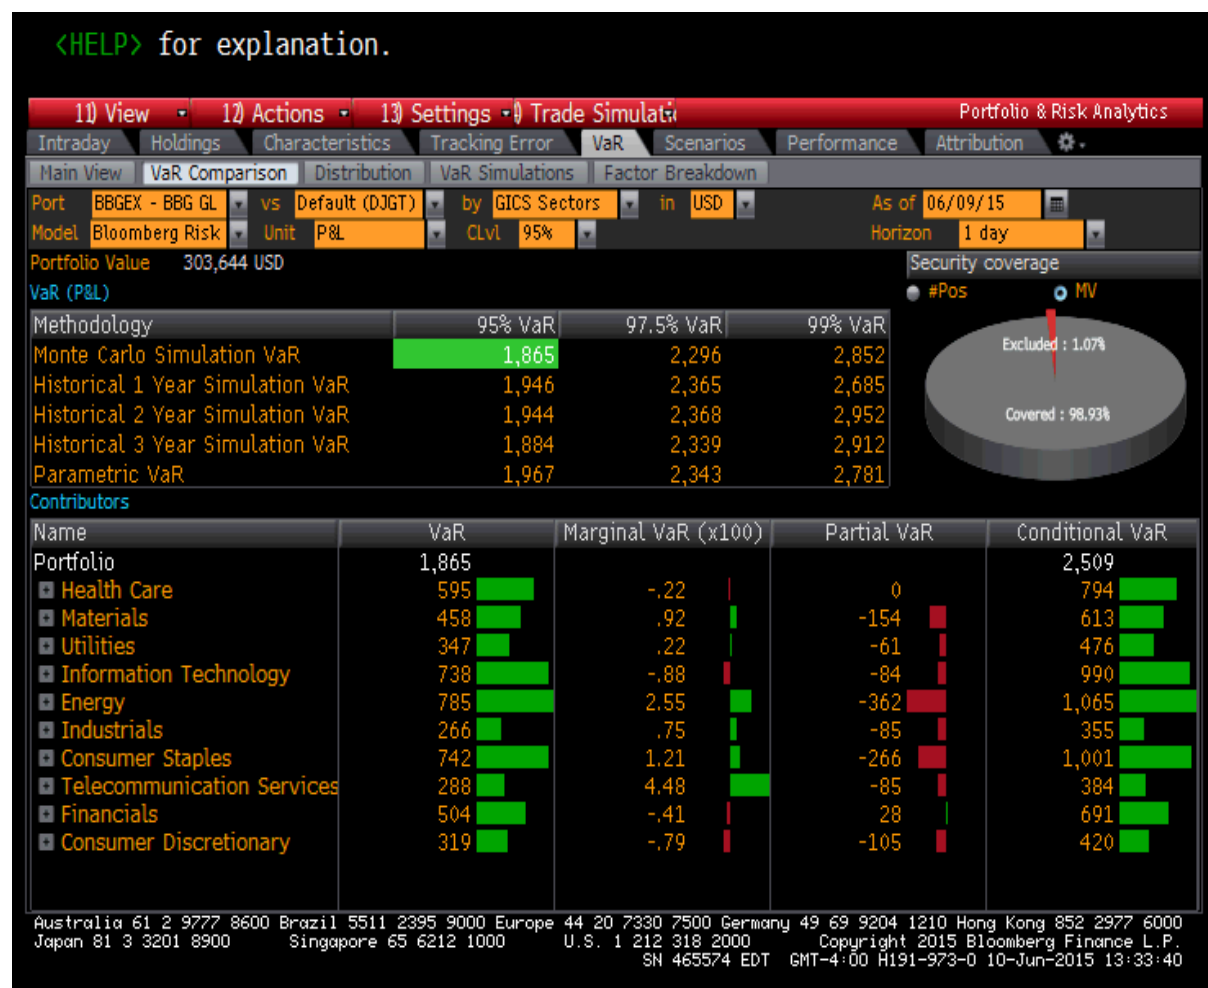 <HELP> for explanation.
11) View 12) Actions 13) Settings Trade Simulati Portfolio & Risk Analytics
Intraday Holdings Characteristics Tracking Error VaR Scenarios Performance Attribution
Main View VaR Comparison Distribution VaR Simulations Factor Breakdown
Port BBGEX - BBG GL vs Default (DJGT) by GICS Sectors in USD As of 06/09/15
Model Bloomberg Risk Unit P&L CLvl 95% Horizon 1 day
Portfolio Value 303,644 USD Security coverage
VaR (P&L) #Pos MV
Methodology 95% VaR 97.5% VaR 99% VaR
Monte Carlo Simulation VaR 1,865 2,296 2,852 Excluded : 1.07%
Historical 1 Year Simulation VaR 1,946 2,365 2,685
Historical 2 Year Simulation VaR 1,944 2,368 2,952 Covered : 98.93%
Historical 3 Year Simulation VaR 1,884 2,339 2,912
Parametric VaR 1,967 2,343 2,781
Contributors
Name VaR Marginal VaR (x100) Partial VaR Conditional VaR
Portfolio 1,865 2,509
Health Care 595 -.22 0 794
Materials 458 .92 -154 613
Utilities 347 .22 -61 476
Information Technology 738 -.88 -84 990
Energy 785 2.55 -362 1,065
Industrials 266 .75 -85 355
Consumer Staples 742 1.21 -266 1,001
Telecommunication Services 288 4.48 -85 384
Financials 504 -.41 28 691
Consumer Discretionary 319 -.79 -105 420
Australia 61 2 9777 8600 Brazil 5511 2395 9000 Europe 44 20 7330 7500 Germany 49 69 9204 1210 Hong Kong 852 2977 6000
Japan 81 3 3201 8900 Singapore 65 6212 1000 U.S. 1 212 318 2000 Copyright 2015 Bloomberg Finance L.P.
SN 465574 EDT GMT-4:00 H191-973-0 10-Jun-2015 13:33:40